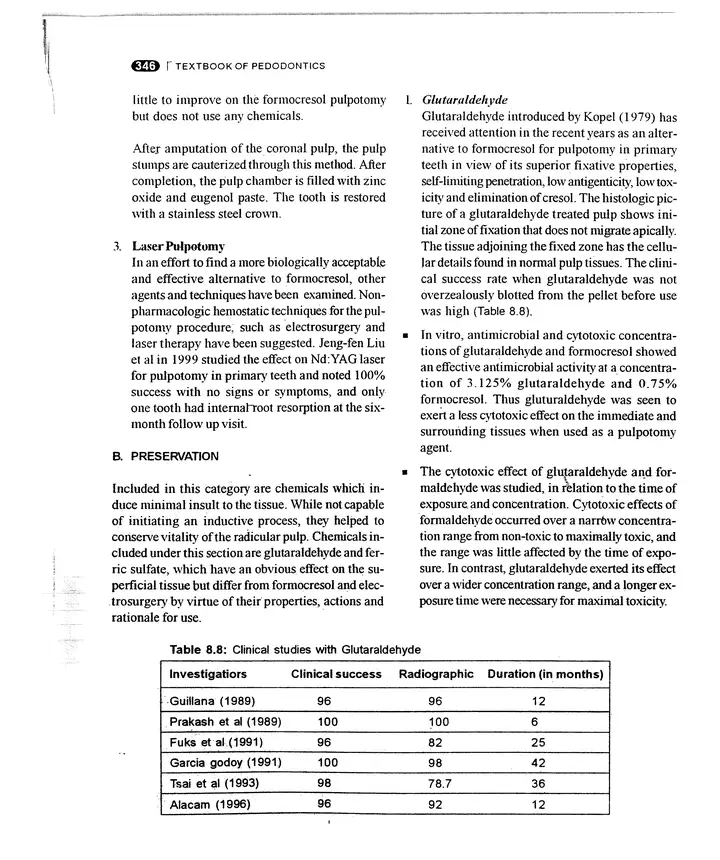 346 TEXTBOOK OF PEDODONTICS
little to improve on the formocresol pulpotomy
but does not use any chemicals.
After amputation of the coronal pulp, the pulp
stumps are cauterized through this method. After
completion, the pulp chamber is filled with zinc
oxide and eugenol paste. The tooth is restored
with a stainless steel crown.
3. Laser Pulpotomy
In an effort to find a more biologically acceptable
and effective alternative to formocresol, other
agents and techniques have been examined. Non-
pharmacologic hemostatic techniques for the pul-
potomy procedure, such as electrosurgery and
laser therapy have been suggested. Jeng-fen Liu
et al in 1999 studied the effect on Nd:YAG laser
for pulpotomy in primary teeth and noted 100%
success with no signs or symptoms, and only
one tooth had internal root resorption at the six-
month follow up visit.
B. PRESERVATION
Included in this category are chemicals which in-
duce minimal insult to the tissue. While not capable
of initiating an inductive process, they helped to
conserve vitality of the radicular pulp. Chemicals in-
cluded under this section are glutaraldehyde and fer-
ric sulfate, which have an obvious effect on the su-
perficial tissue but differ from formocresol and elec-
trosurgery by virtue of their properties, actions and
rationale for use.
1. Glutaraldehyde
Glutaraldehyde introduced by Kopel (1979) has
received attention in the recent years as an alter-
native to formocresol for pulpotomy in primary
teeth in view of its superior fixative properties,
self-limiting penetration, low antigenticity, low tox-
icity and elimination of cresol. The histologic pic-
ture of a glutaraldehyde treated pulp shows ini-
tial zone of fixation that does not migrate apically.
The tissue adjoining the fixed zone has the cellu-
lar details found in normal pulp tissues. The clini-
cal success rate when glutaraldehyde was not
overzealously blotted from the pellet before use
was high (Table 8.8).
▪ In vitro, antimicrobial and cytotoxic concentra-
tions of glutaraldehyde and formocresol showed
an effective antimicrobial activity at a concentra-
tion of 3.125% glutaraldehyde and 0.75%
formocresol. Thus gluturaldehyde was seen to
exert a less cytotoxic effect on the immediate and
surrounding tissues when used as a pulpotomy
agent.
▪ The cytotoxic effect of glutaraldehyde and for-
maldehyde was studied, in relation to the time of
exposure and concentration. Cytotoxic effects of
formaldehyde occurred over a narrow concentra-
tion range from non-toxic to maximally toxic, and
the range was little affected by the time of expo-
sure. In contrast, glutaraldehyde exerted its effect
over a wider concentration range, and a longer ex-
posure time were necessary for maximal toxicity.
Table 8.8: Clinical studies with Glutaraldehyde
Investigatiors Clinical success Radiographic Duration (in months)
Guillana (1989) 96 96 12
Prakash et al (1989) 100 100 6
Fuks et al (1991) 96 82 25
Garcia godoy (1991) 100 98 42
Tsai et al (1993) 98 78.7 36
Alacam (1996) 96 92 12